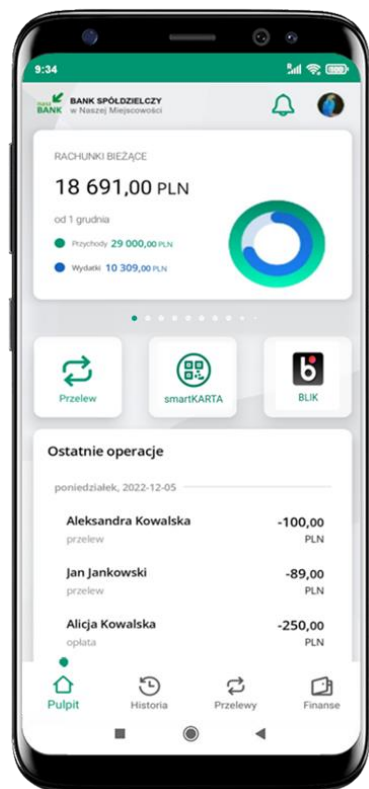 9:34
NASZ BANK BANK SPÓŁDZIELCZY
w Naszej Miejscowości
RACHUNKI BIEŻĄCE
18 691,00 PLN
od 1 grudnia
Przychody 29 000,00 PLN
Wydatki 10 309,00 PLN
Przelew
smartKARTA
BLIK
Ostatnie operacje
poniedziałek, 2022-12-05
Aleksandra Kowalska -100,00
przelew PLN
Jan Jankowski -89,00
przelew PLN
Alicja Kowalska -250,00
opłata PLN
Pulpit Historia Przelewy Finanse